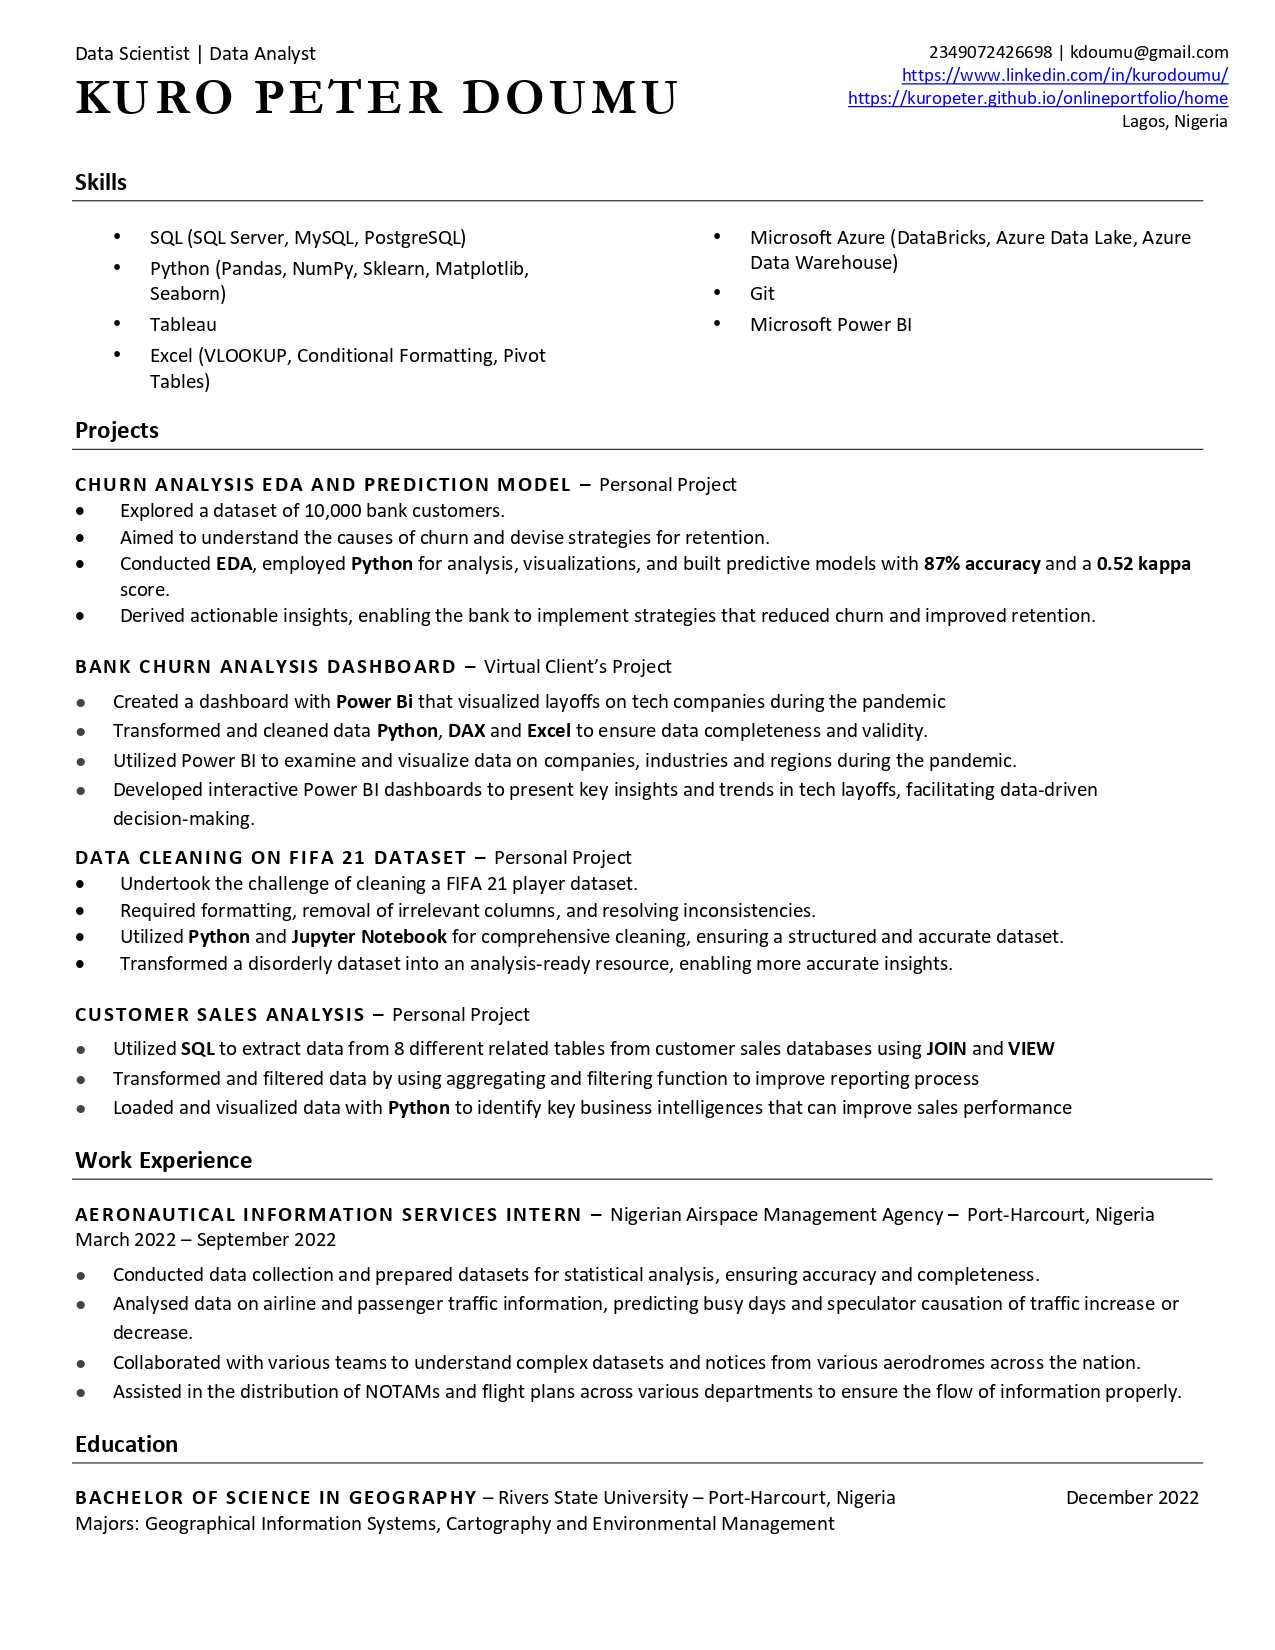 Data Scientist | Data Analyst
KURO PETER DOUMU
2349072426698 | kdoumu@gmail.com
https://www.linkedin.com/in/kurodoumu/
https://kuropeter.github.io/onlineportfolio/home
Lagos, Nigeria
Skills
• SQL (SQL Server, MySQL, PostgreSQL)
• Python (Pandas, NumPy, Sklearn, Matplotlib,
Seaborn)
• Tableau
• Excel (VLOOKUP, Conditional Formatting, Pivot
Tables)
• Microsoft Azure (DataBricks, Azure Data Lake, Azure
Data Warehouse)
• Git
• Microsoft Power BI
Projects
CHURN ANALYSIS EDA AND PREDICTION MODEL – Personal Project
• Explored a dataset of 10,000 bank customers.
• Aimed to understand the causes of churn and devise strategies for retention.
• Conducted EDA, employed Python for analysis, visualizations, and built predictive models with 87% accuracy and a 0.52 kappa
score.
• Derived actionable insights, enabling the bank to implement strategies that reduced churn and improved retention.
BANK CHURN ANALYSIS DASHBOARD – Virtual Client’s Project
• Created a dashboard with Power Bi that visualized layoffs on tech companies during the pandemic
• Transformed and cleaned data Python, DAX and Excel to ensure data completeness and validity.
• Utilized Power BI to examine and visualize data on companies, industries and regions during the pandemic.
• Developed interactive Power BI dashboards to present key insights and trends in tech layoffs, facilitating data-driven
decision-making.
DATA CLEANING ON FIFA 21 DATASET – Personal Project
• Undertook the challenge of cleaning a FIFA 21 player dataset.
• Required formatting, removal of irrelevant columns, and resolving inconsistencies.
• Utilized Python and Jupyter Notebook for comprehensive cleaning, ensuring a structured and accurate dataset.
• Transformed a disorderly dataset into an analysis-ready resource, enabling more accurate insights.
CUSTOMER SALES ANALYSIS – Personal Project
• Utilized SQL to extract data from 8 different related tables from customer sales databases using JOIN and VIEW
• Transformed and filtered data by using aggregating and filtering function to improve reporting process
• Loaded and visualized data with Python to identify key business intelligences that can improve sales performance
Work Experience
AERONAUTICAL INFORMATION SERVICES INTERN – Nigerian Airspace Management Agency – Port-Harcourt, Nigeria
March 2022 – September 2022
• Conducted data collection and prepared datasets for statistical analysis, ensuring accuracy and completeness.
• Analysed data on airline and passenger traffic information, predicting busy days and speculator causation of traffic increase or
decrease.
• Collaborated with various teams to understand complex datasets and notices from various aerodromes across the nation.
• Assisted in the distribution of NOTAMs and flight plans across various departments to ensure the flow of information properly.
Education
BACHELOR OF SCIENCE IN GEOGRAPHY – Rivers State University – Port-Harcourt, Nigeria December 2022
Majors: Geographical Information Systems, Cartography and Environmental Management